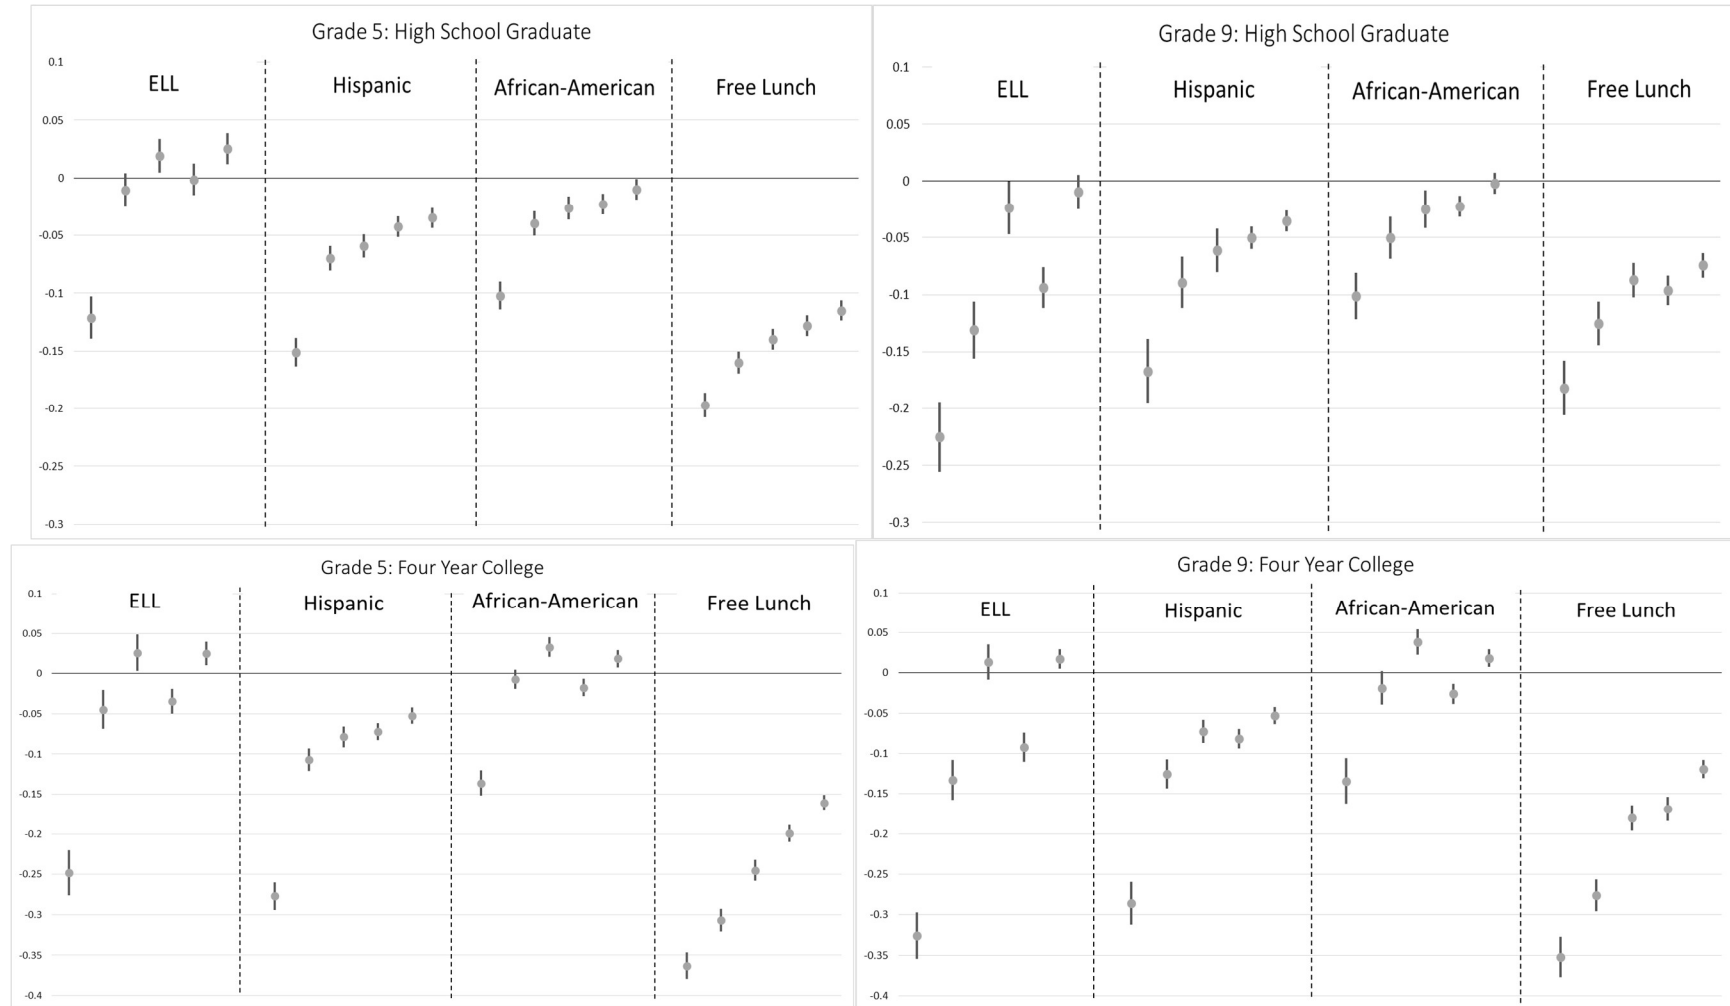 Grade 5: High School Graduate
0.1
ELL
Hispanic
African-American
Free Lunch
0.05
0
-0.05
-0.1
-0.15
-0.2
-0.25
-0.3
Grade 9: High School Graduate
0.1
ELL
Hispanic
African-American
Free Lunch
0.05
0
-0.05
-0.1
-0.15
-0.2
-0.25
-0.3
Grade 5: Four Year College
0.1
ELL
Hispanic
African-American
Free Lunch
0.05
0
-0.05
-0.1
-0.15
-0.2
-0.25
-0.3
-0.35
-0.4
Grade 9: Four Year College
0.1
ELL
Hispanic
African-American
Free Lunch
0.05
0
-0.05
-0.1
-0.15
-0.2
-0.25
-0.3
-0.35
-0.4